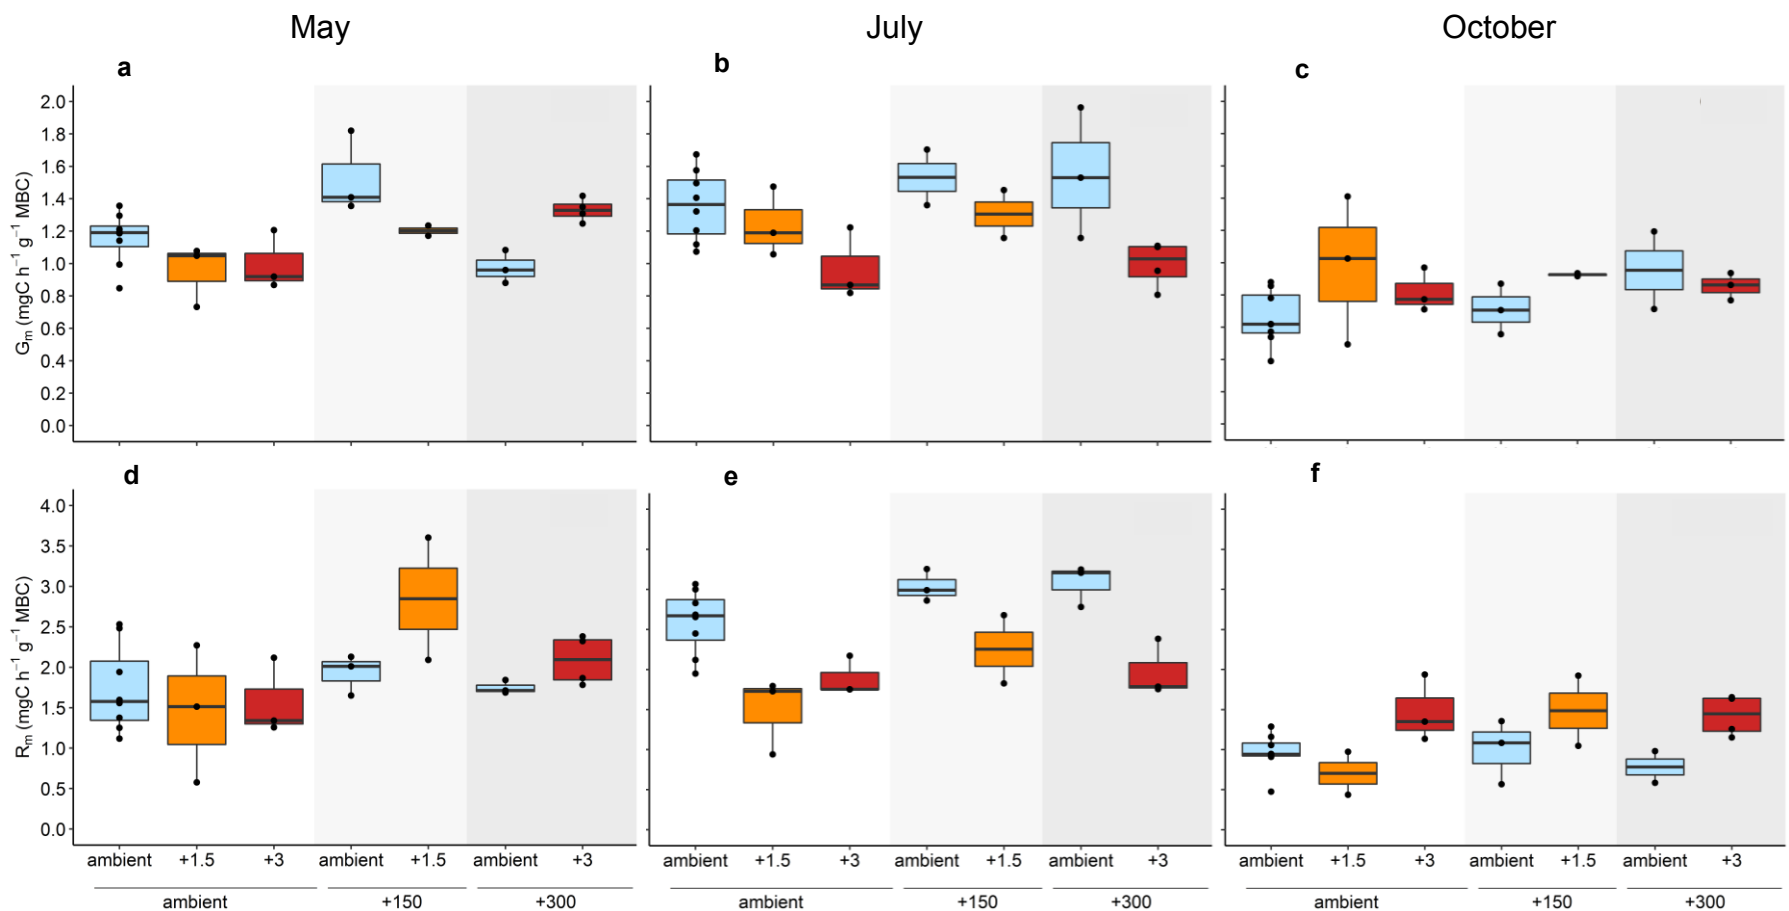 May July October
a b c
2.0
1.8
1.6
1.4
1.2
1.0
0.8
0.6
0.4
0.2
0.0
Gₘ (mgC h⁻¹ g⁻¹ MBC)
d e f
4.0
3.5
3.0
2.5
2.0
1.5
1.0
0.5
0.0
Rₘ (mgC h⁻¹ g⁻¹ MBC)
ambient +1.5 +3 ambient +1.5 ambient +3 ambient +1.5 +3 ambient +1.5 ambient +3 ambient +1.5 +3 ambient +1.5 ambient +3
ambient +150 +300 ambient +150 +300 ambient +150 +300